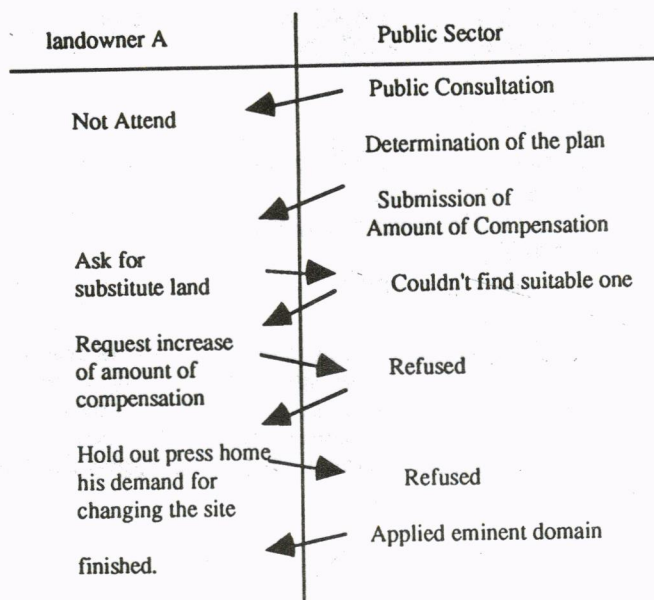 landowner A
Public Sector
Public Consultation
Not Attend
Determination of the plan
Submission of
Amount of Compensation
Ask for
substitute land
Couldn't find suitable one
Request increase
of amount of
compensation
Refused
Hold out press home
his demand for
changing the site
Refused
Applied eminent domain
finished.